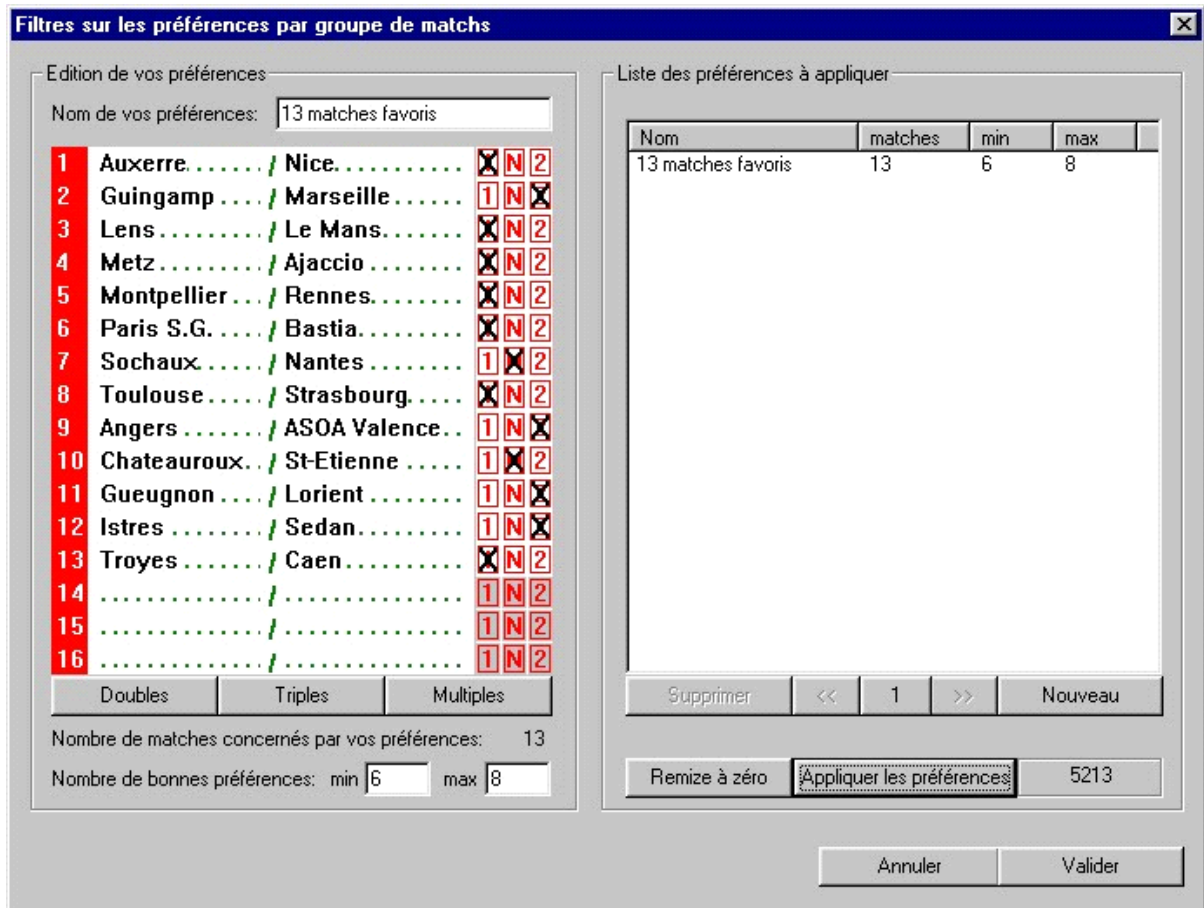 Filtres sur les préférences par groupe de matchs
Edition de vos préférences
Nom de vos préférences: 13 matches favoris
1 Auxerre....... / Nice........... X N 2
2 Guingamp .... / Marseille ...... 1 N X
3 Lens ......... / Le Mans....... X N 2
4 Metz ......... / Ajaccio ........ X N 2
5 Montpellier ... / Rennes........ X N 2
6 Paris S.G. ..... / Bastia......... X N 2
7 Sochaux...... / Nantes ........ 1 X 2
8 Toulouse ..... / Strasbourg..... X N 2
9 Angers ....... / ASOA Valence.. 1 N X
10 Chateauroux.. / St-Etienne ..... 1 X 2
11 Gueugnon .... / Lorient ........ 1 N X
12 Istres ........ / Sedan.......... 1 N X
13 Troyes ....... / Caen........... X N 2
14 .............. / ............... 1 N 2
15 .............. / ............... 1 N 2
16 .............. / ............... 1 N 2
Doubles Triples Multiples
Nombre de matches concernés par vos préférences: 13
Nombre de bonnes préférences: min 6 max 8
Liste des préférences à appliquer
Nom matches min max
13 matches favoris 13 6 8
Supprimer << 1 >> Nouveau
Remize à zéro Appliquer les préférences 5213
Annuler Valider